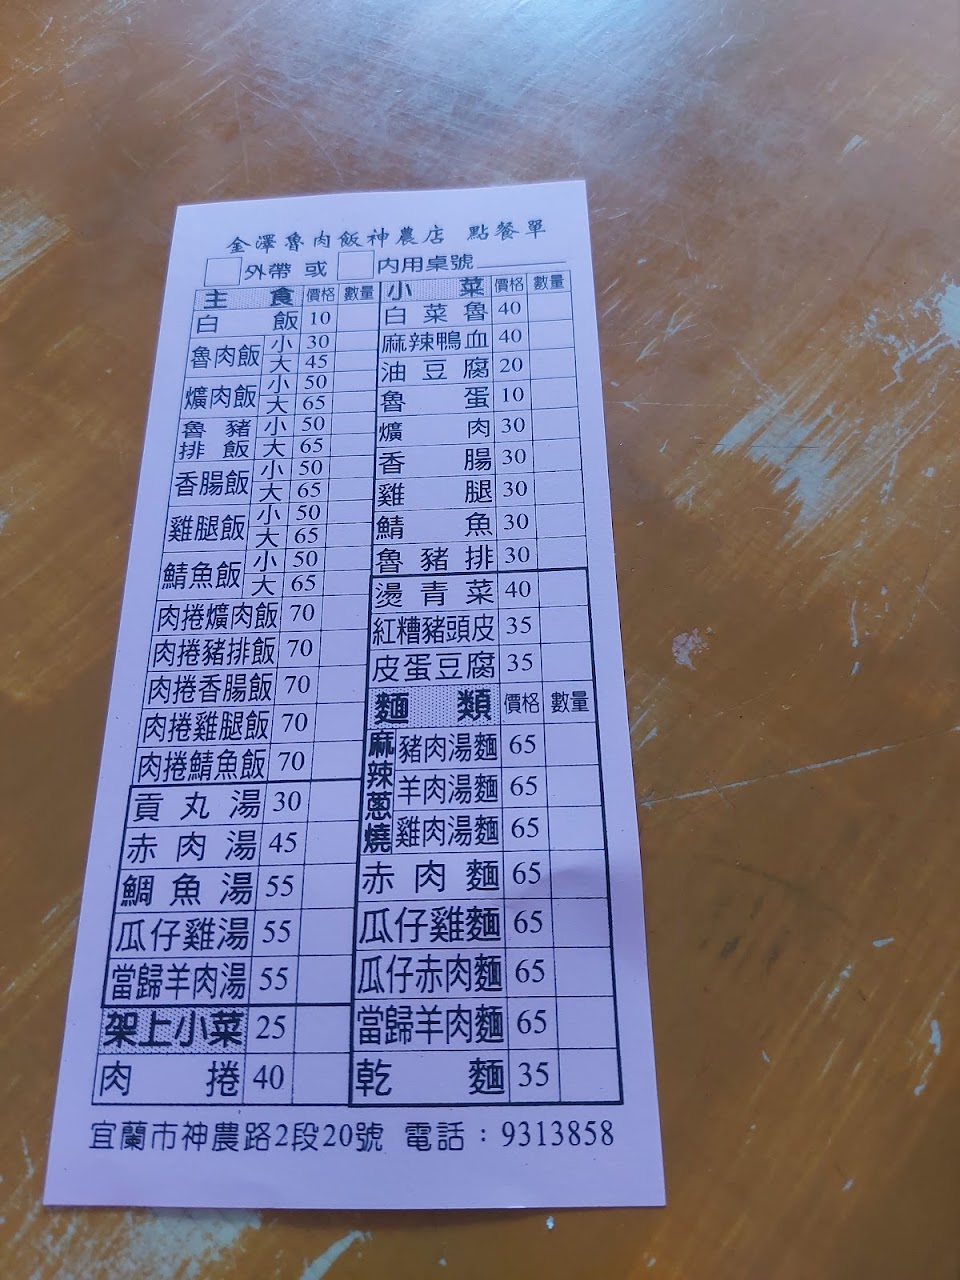 金澤魯肉飯神農店 點餐單
外帶 或 內用桌號
主食 價格 數量
白飯 10
魯肉飯 小 30
大 45
爌肉飯 小 50
大 65
魯豬排飯 小 50
大 65
香腸飯 小 50
大 65
雞腿飯 小 50
大 65
鯖魚飯 小 50
大 65
肉捲爌肉飯 70
肉捲豬排飯 70
肉捲香腸飯 70
肉捲雞腿飯 70
肉捲鯖魚飯 70
貢丸湯 30
赤肉湯 45
鯛魚湯 55
瓜仔雞湯 55
當歸羊肉湯 55
架上小菜 25
肉捲 40
小菜 價格 數量
白菜魯 40
麻辣鴨血 40
油豆腐 20
魯蛋 10
爌肉 30
香腸 30
雞腿 30
鯖魚 30
魯豬排 30
燙青菜 40
紅糟豬頭皮 35
皮蛋豆腐 35
麵類 價格 數量
麻辣蔥燒
豬肉湯麵 65
羊肉湯麵 65
雞肉湯麵 65
赤肉麵 65
瓜仔雞麵 65
瓜仔赤肉麵 65
當歸羊肉麵 65
乾麵 35
宜蘭市神農路2段20號 電話：9313858